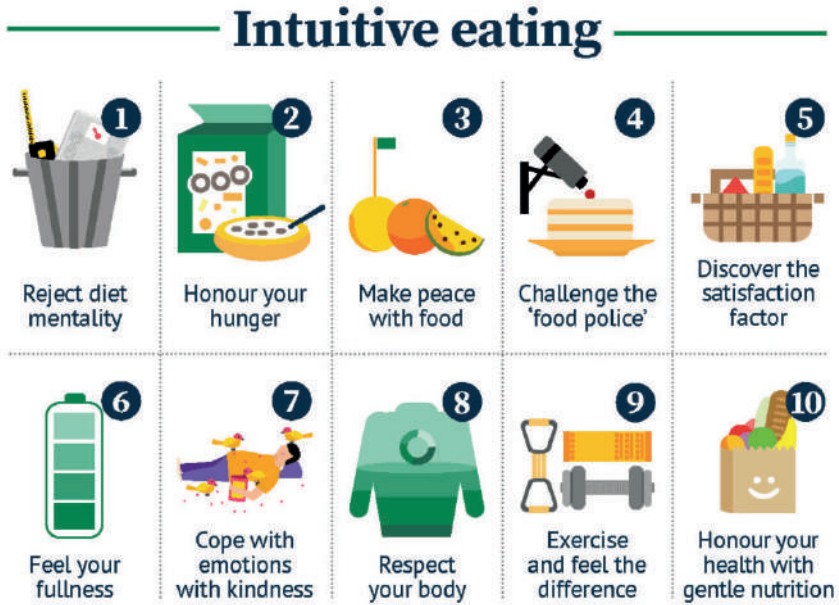 Intuitive eating
1
Reject diet
mentality
2
Honour your
hunger
3
Make peace
with food
4
Challenge the
‘food police’
5
Discover the
satisfaction
factor
6
Feel your
fullness
7
Cope with
emotions
with kindness
8
Respect
your body
9
Exercise
and feel the
difference
10
Honour your
health with
gentle nutrition